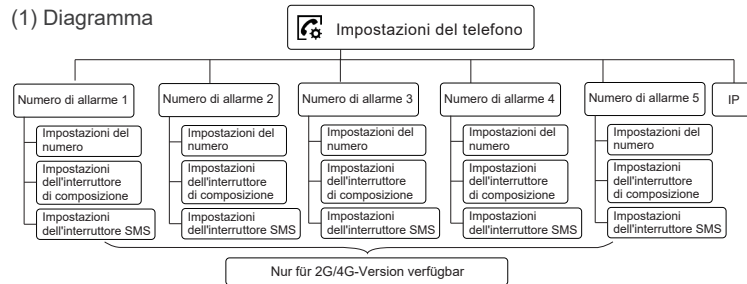 (1) Diagramma
Impostazioni del telefono
Numero di allarme 1
Numero di allarme 2
Numero di allarme 3
Numero di allarme 4
Numero di allarme 5
IP
Impostazioni del
numero
Impostazioni
dell'interruttore
di composizione
Impostazioni
dell'interruttore SMS
Impostazioni del
numero
Impostazioni
dell'interruttore
di composizione
Impostazioni
dell'interruttore SMS
Impostazioni del
numero
Impostazioni
dell'interruttore
di composizione
Impostazioni
dell'interruttore SMS
Impostazioni del
numero
Impostazioni
dell'interruttore
di composizione
Impostazioni
dell'interruttore SMS
Impostazioni del
numero
Impostazioni
dell'interruttore
di composizione
Impostazioni
dell'interruttore SMS
Nur für 2G/4G-Version verfügbar